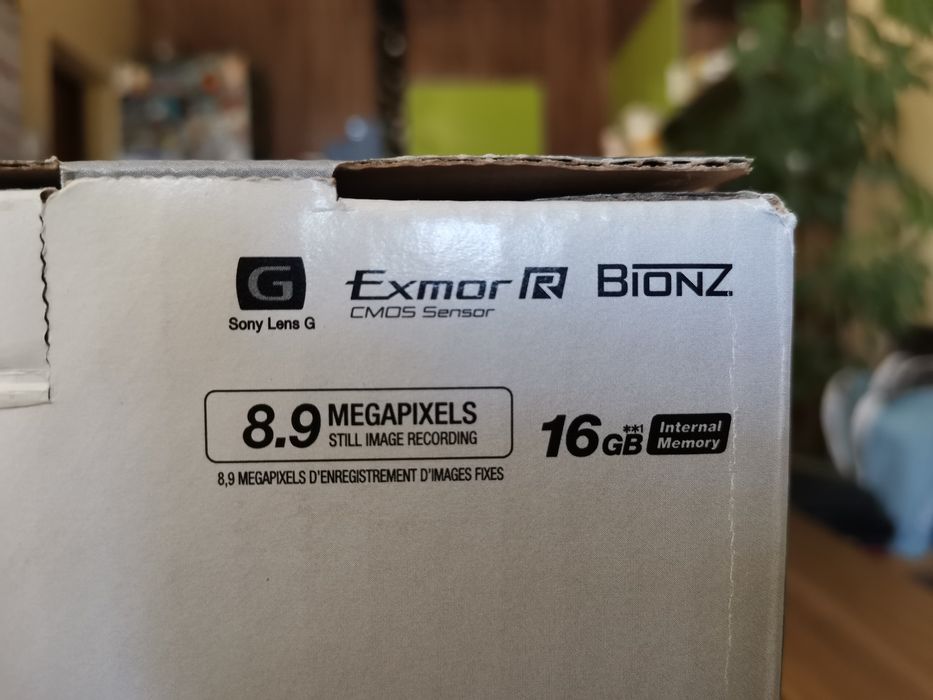 G
Sony Lens G
Exmor R
CMOS Sensor
BIONZ
8.9 MEGAPIXELS
STILL IMAGE RECORDING
8,9 MEGAPIXELS D'ENREGISTREMENT D'IMAGES FIXES
16GB**1
Internal
Memory